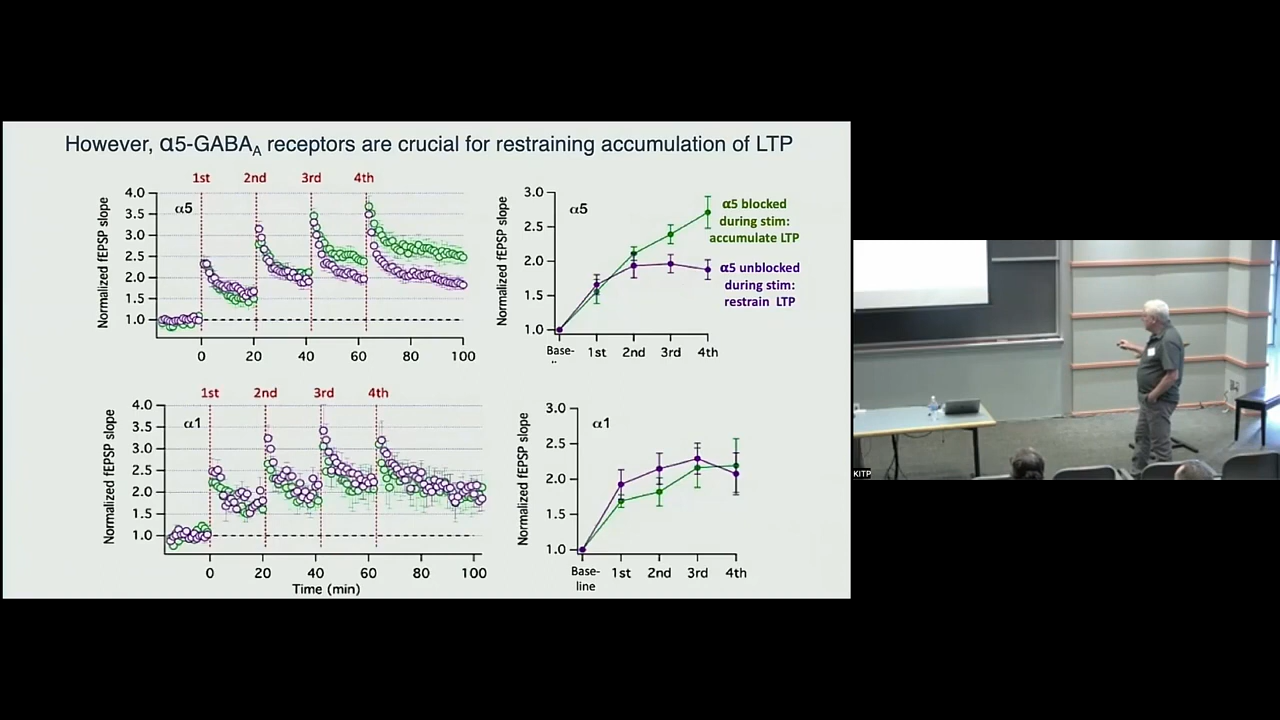 However, α5-GABAA receptors are crucial for restraining accumulation of LTP
1st 2nd 3rd 4th
Normalized fEPSP slope
4.0
3.5
3.0
2.5
2.0
1.5
1.0
α5
0 20 40 60 80 100
Normalized fEPSP slope
3.0
2.5
2.0
1.5
1.0
α5
Base- 1st 2nd 3rd 4th
α5 blocked
during stim:
accumulate LTP
α5 unblocked
during stim:
restrain LTP
1st 2nd 3rd 4th
Normalized fEPSP slope
4.0
3.5
3.0
2.5
2.0
1.5
1.0
α1
0 20 40 60 80 100
Time (min)
Normalized fEPSP slope
3.0
2.5
2.0
1.5
1.0
α1
Base- 1st 2nd 3rd 4th
line
KITP